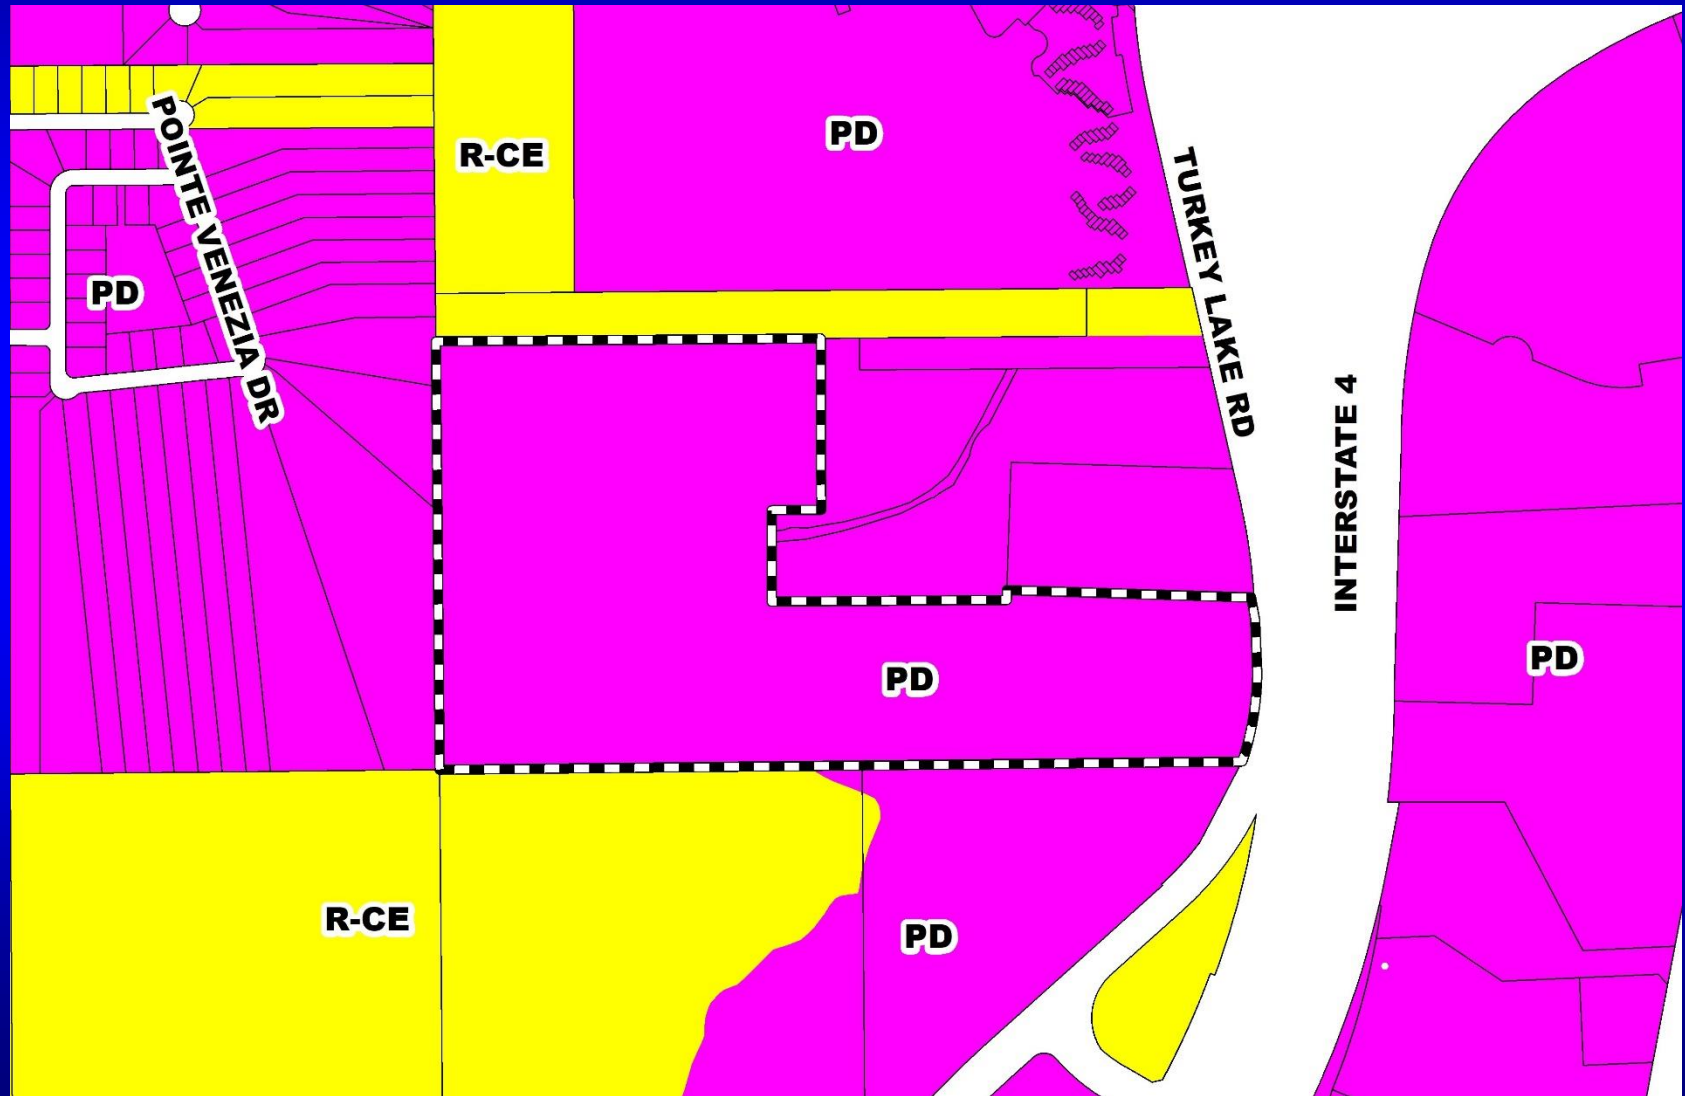 PD
R-CE
POINTE VENEZIA DR
TURKEY LAKE RD
PD
INTERSTATE 4
PD
PD
R-CE
PD